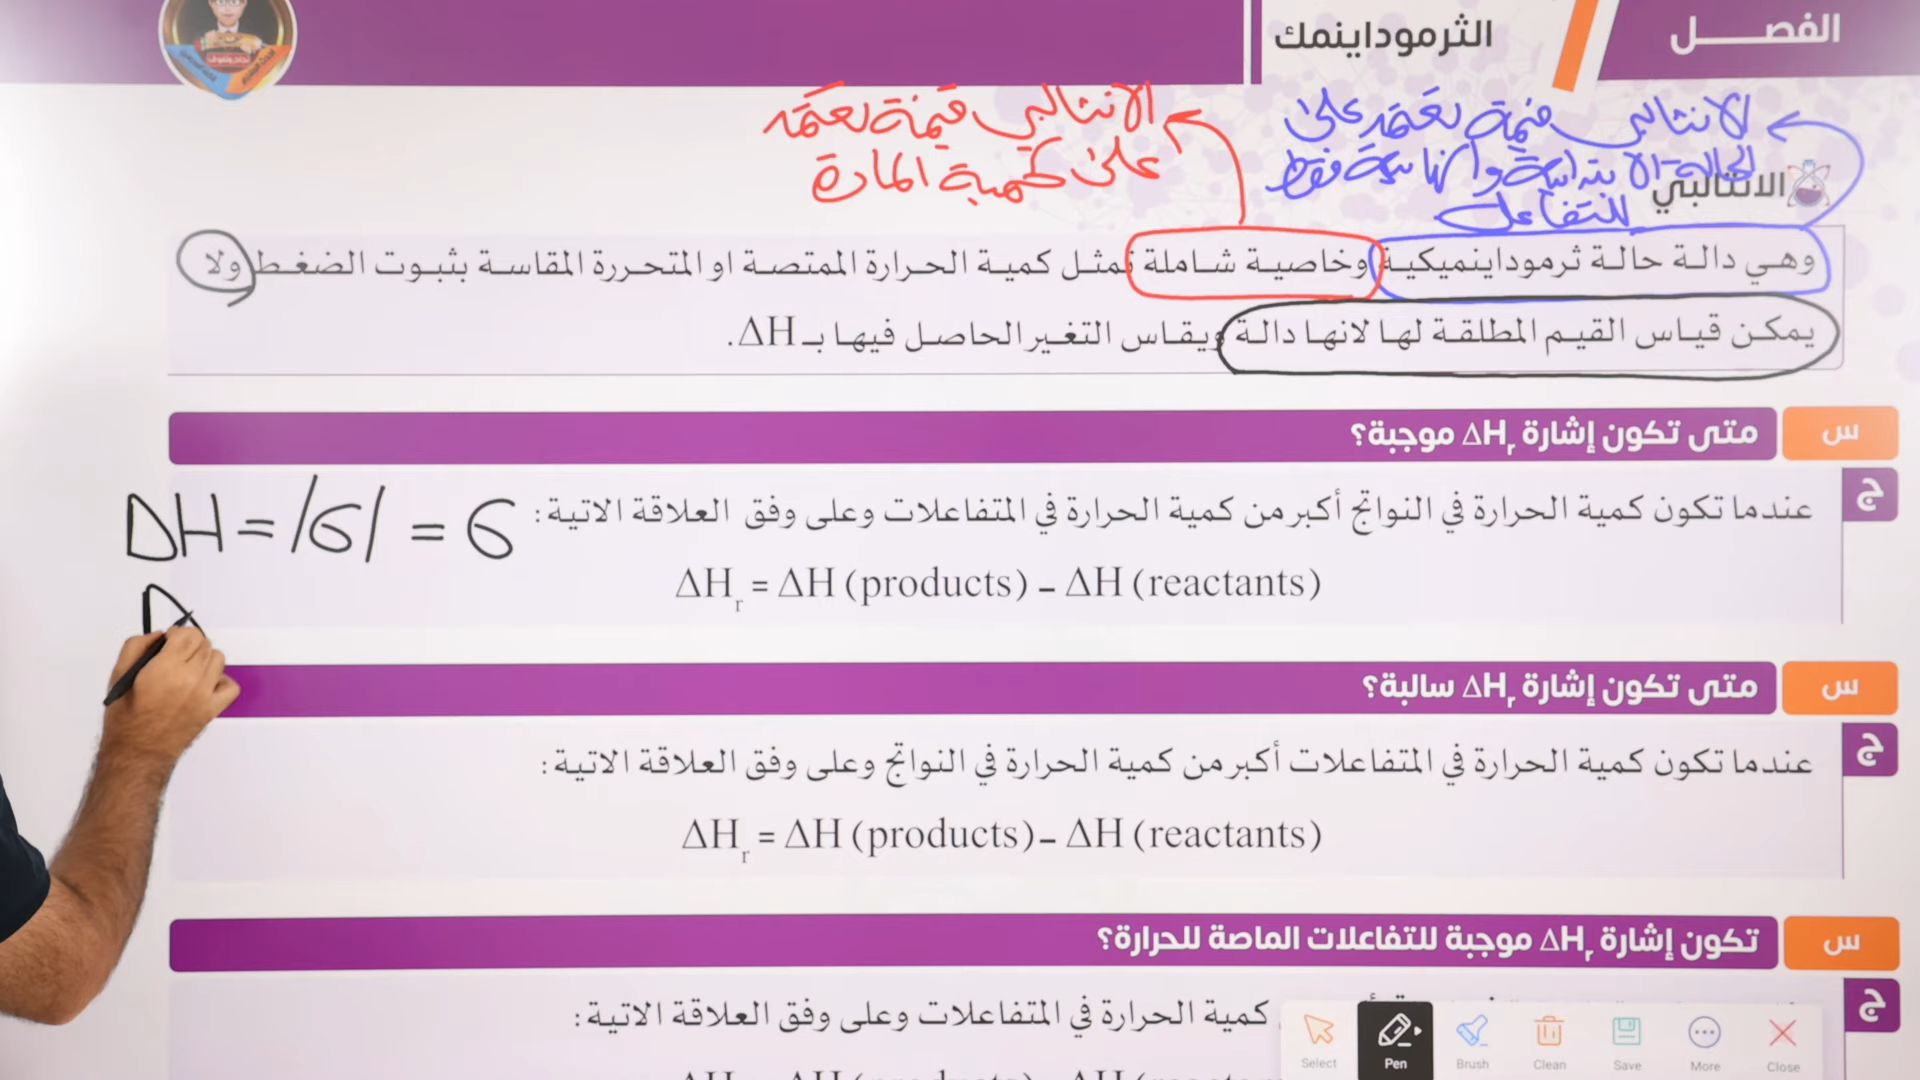 الفصل
الثرموداينمك
الانثالبي قيمة تعتمد على
الحالة الابتدائية والنهائية فقط
للتفاعل
الانثالبي قيمة تعتمد
على كمية المادة
الانثالبي
وهي دالة حالة ثرموداينميكية وخاصية شاملة تمثل كمية الحرارة الممتصة او المتحررة المقاسة بثبوت الضغط ولا
يمكن قياس القيم المطلقة لها لانها دالة ويقاس التغير الحاصل فيها بـ ΔH.
س متى تكون إشارة ΔHr موجبة؟
ج عندما تكون كمية الحرارة في النواتج أكبر من كمية الحرارة في المتفاعلات وعلى وفق العلاقة الاتية:
ΔH = |6| = 6
ΔHr = ΔH (products) – ΔH (reactants)
س متى تكون إشارة ΔHr سالبة؟
ج عندما تكون كمية الحرارة في المتفاعلات أكبر من كمية الحرارة في النواتج وعلى وفق العلاقة الاتية:
ΔHr = ΔH (products) – ΔH (reactants)
س تكون إشارة ΔHr موجبة للتفاعلات الماصة للحرارة؟
ج كمية الحرارة في المتفاعلات وعلى وفق العلاقة الاتية:
Select Pen Brush Clean Save More Close